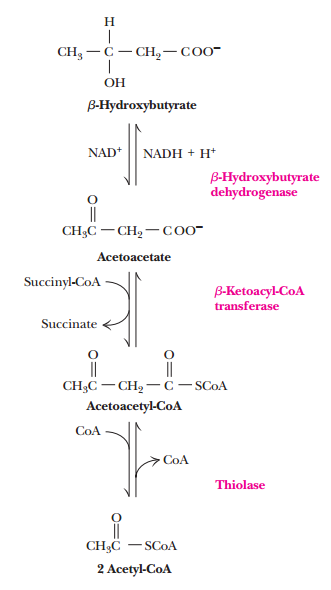 H
CH₃ — C — CH₂ — COO⁻
OH
β-Hydroxybutyrate
NAD⁺ NADH + H⁺
β-Hydroxybutyrate
dehydrogenase
O
CH₃C — CH₂ — COO⁻
Acetoacetate
Succinyl-CoA
β-Ketoacyl-CoA
transferase
Succinate
O O
CH₃C — CH₂ — C — SCoA
Acetoacetyl-CoA
CoA
CoA
Thiolase
O
CH₃C — SCoA
2 Acetyl-CoA